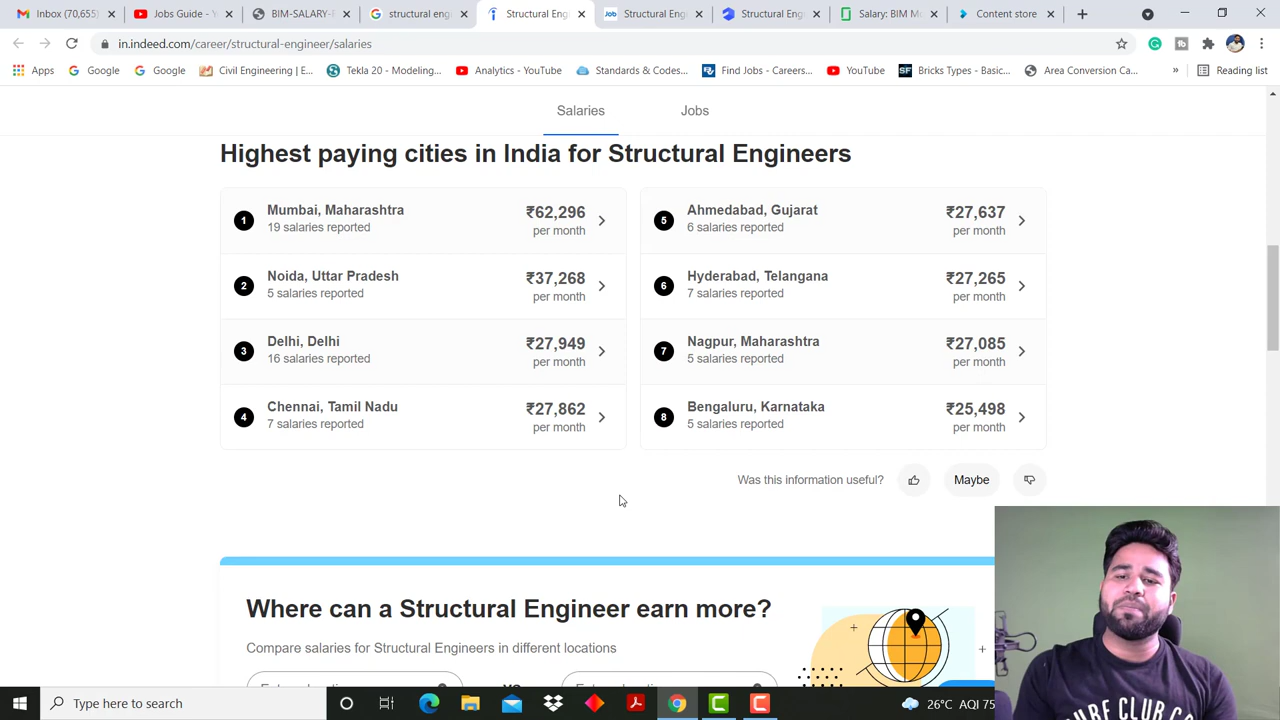 Inbox (70,655)
Jobs Guide - Y
BIM-SALARY-R
structural eng
Structural Engi
Structural Eng
Structural Eng
Salary: BIM M
Content store
in.indeed.com/career/structural-engineer/salaries
Apps
Google
Google
Civil Engineering | E...
Tekla 20 - Modeling...
Analytics - YouTube
Standards & Codes...
Find Jobs - Careers...
YouTube
Bricks Types - Basic...
Area Conversion Ca...
»
Reading list
Salaries
Jobs
Highest paying cities in India for Structural Engineers
1
Mumbai, Maharashtra
19 salaries reported
₹62,296
per month
2
Noida, Uttar Pradesh
5 salaries reported
₹37,268
per month
3
Delhi, Delhi
16 salaries reported
₹27,949
per month
4
Chennai, Tamil Nadu
7 salaries reported
₹27,862
per month
5
Ahmedabad, Gujarat
6 salaries reported
₹27,637
per month
6
Hyderabad, Telangana
7 salaries reported
₹27,265
per month
7
Nagpur, Maharashtra
5 salaries reported
₹27,085
per month
8
Bengaluru, Karnataka
5 salaries reported
₹25,498
per month
Was this information useful?
Maybe
Where can a Structural Engineer earn more?
Compare salaries for Structural Engineers in different locations
Type here to search
26°C AQI 75